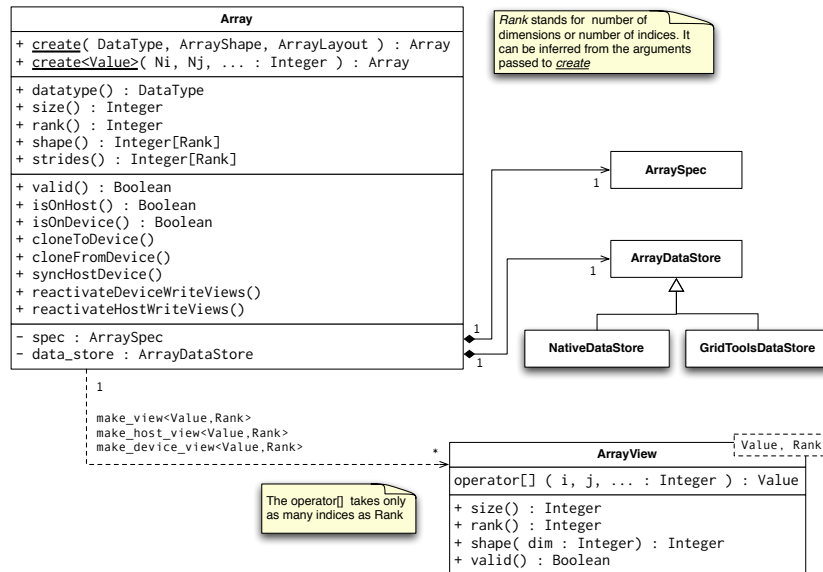 Array
+ create( DataType, ArrayShape, ArrayLayout ) : Array
+ create<Value>( Ni, Nj, ... : Integer ) : Array
+ datatype() : DataType
+ size() : Integer
+ rank() : Integer
+ shape() : Integer[Rank]
+ strides() : Integer[Rank]
+ valid() : Boolean
+ isOnHost() : Boolean
+ isOnDevice() : Boolean
+ cloneToDevice()
+ cloneFromDevice()
+ syncHostDevice()
+ reactivateDeviceWriteViews()
+ reactivateHostWriteViews()
- spec : ArraySpec
- data_store : ArrayDataStore
Rank stands for number of
dimensions or number of indices. It
can be inferred from the arguments
passed to create
1
1
ArraySpec
1
1
ArrayDataStore
NativeDataStore
GridToolsDataStore
1
make_view<Value,Rank>
make_host_view<Value,Rank>
make_device_view<Value,Rank>
*
The operator[] takes only
as many indices as Rank
Value, Rank
ArrayView
operator[] ( i, j, ... : Integer ) : Value
+ size() : Integer
+ rank() : Integer
+ shape( dim : Integer) : Integer
+ valid() : Boolean